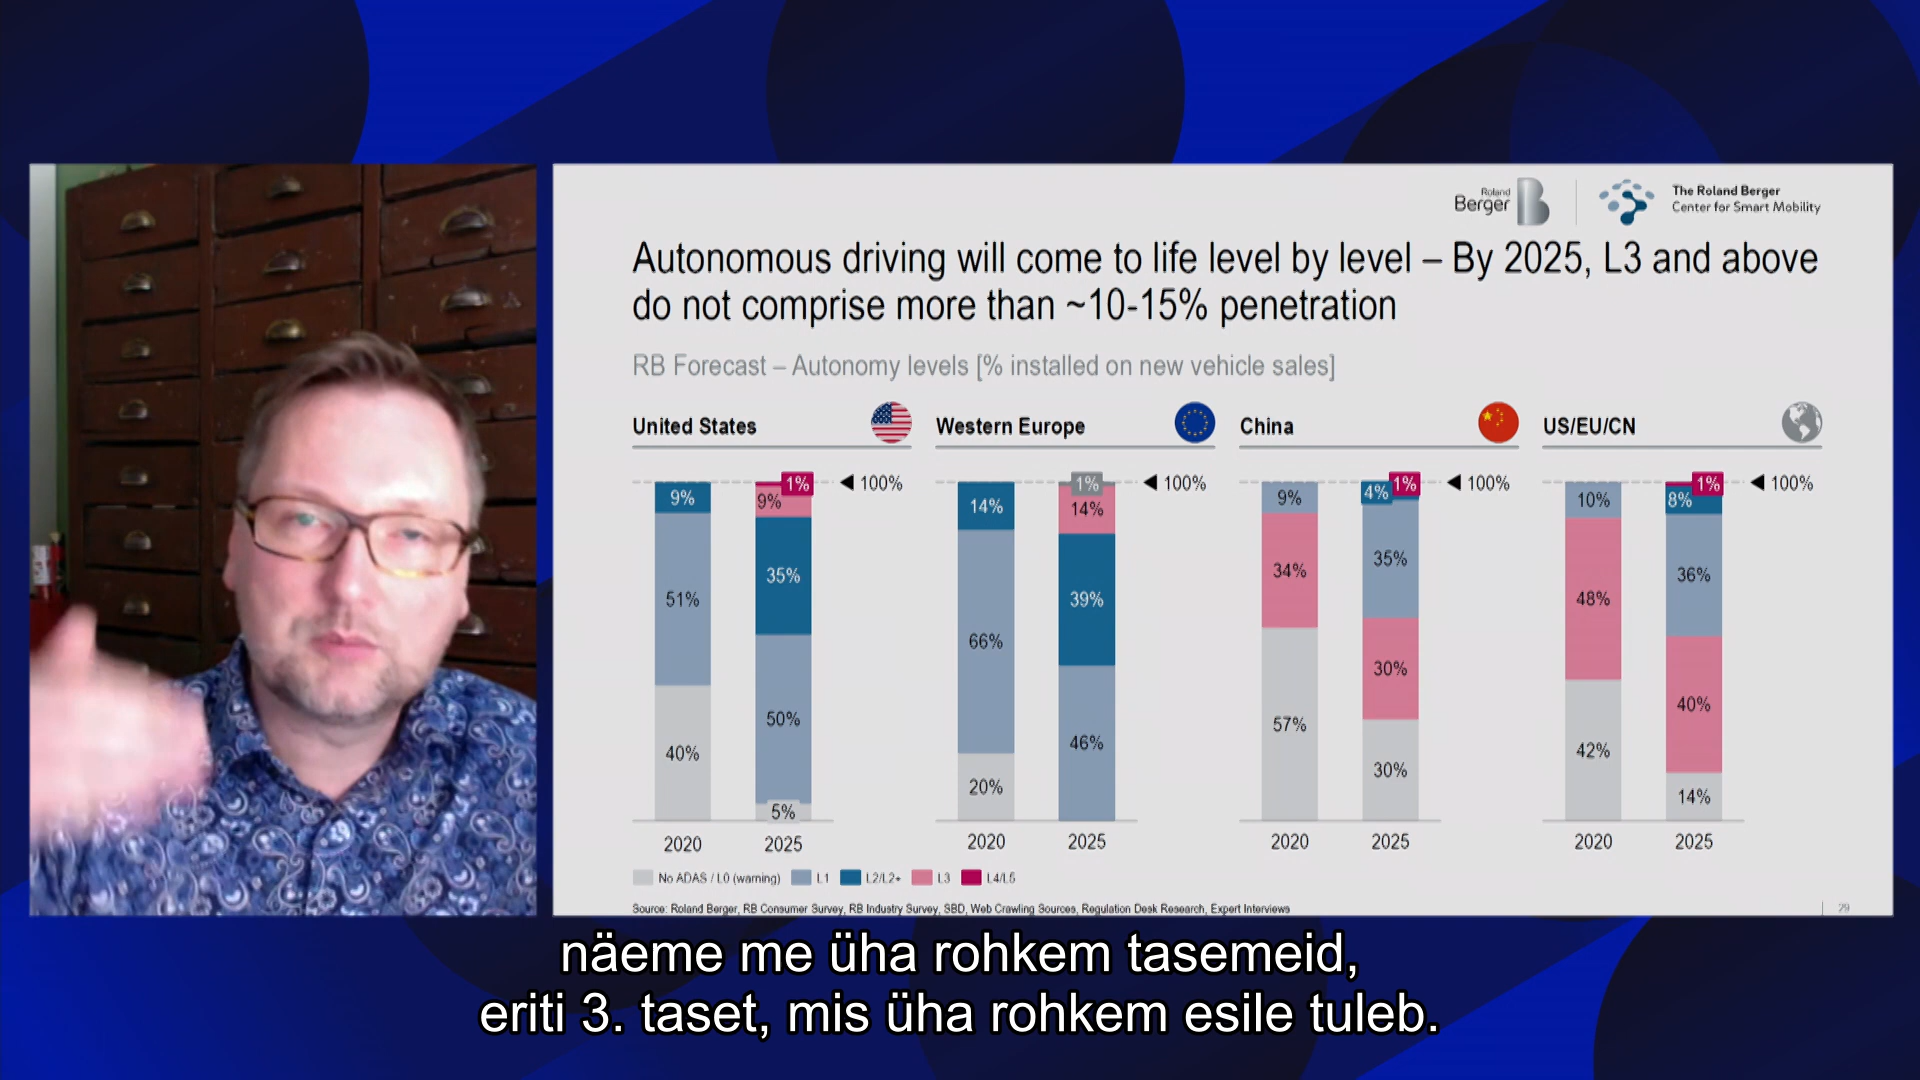 Roland
Berger
The Roland Berger
Center for Smart Mobility
Autonomous driving will come to life level by level – By 2025, L3 and above
do not comprise more than ~10-15% penetration
RB Forecast – Autonomy levels [% installed on new vehicle sales]
United States
9%
51%
40%
2020
1%
9%
35%
50%
5%
2025
100%
Western Europe
14%
66%
20%
2020
1%
14%
39%
46%
2025
100%
China
9%
34%
57%
2020
4%
1%
35%
30%
30%
2025
100%
US/EU/CN
10%
48%
42%
2020
1%
8%
36%
40%
14%
2025
100%
No ADAS / L0 (warning) L1 L2/L2+ L3 L4/L5
Source: Roland Berger, RB Consumer Survey, RB Industry Survey, SBD, Web Crawling Sources, Regulation Desk Research, Expert Interviews
29
näeme me üha rohkem tasemeid,
eriti 3. taset, mis üha rohkem esile tuleb.